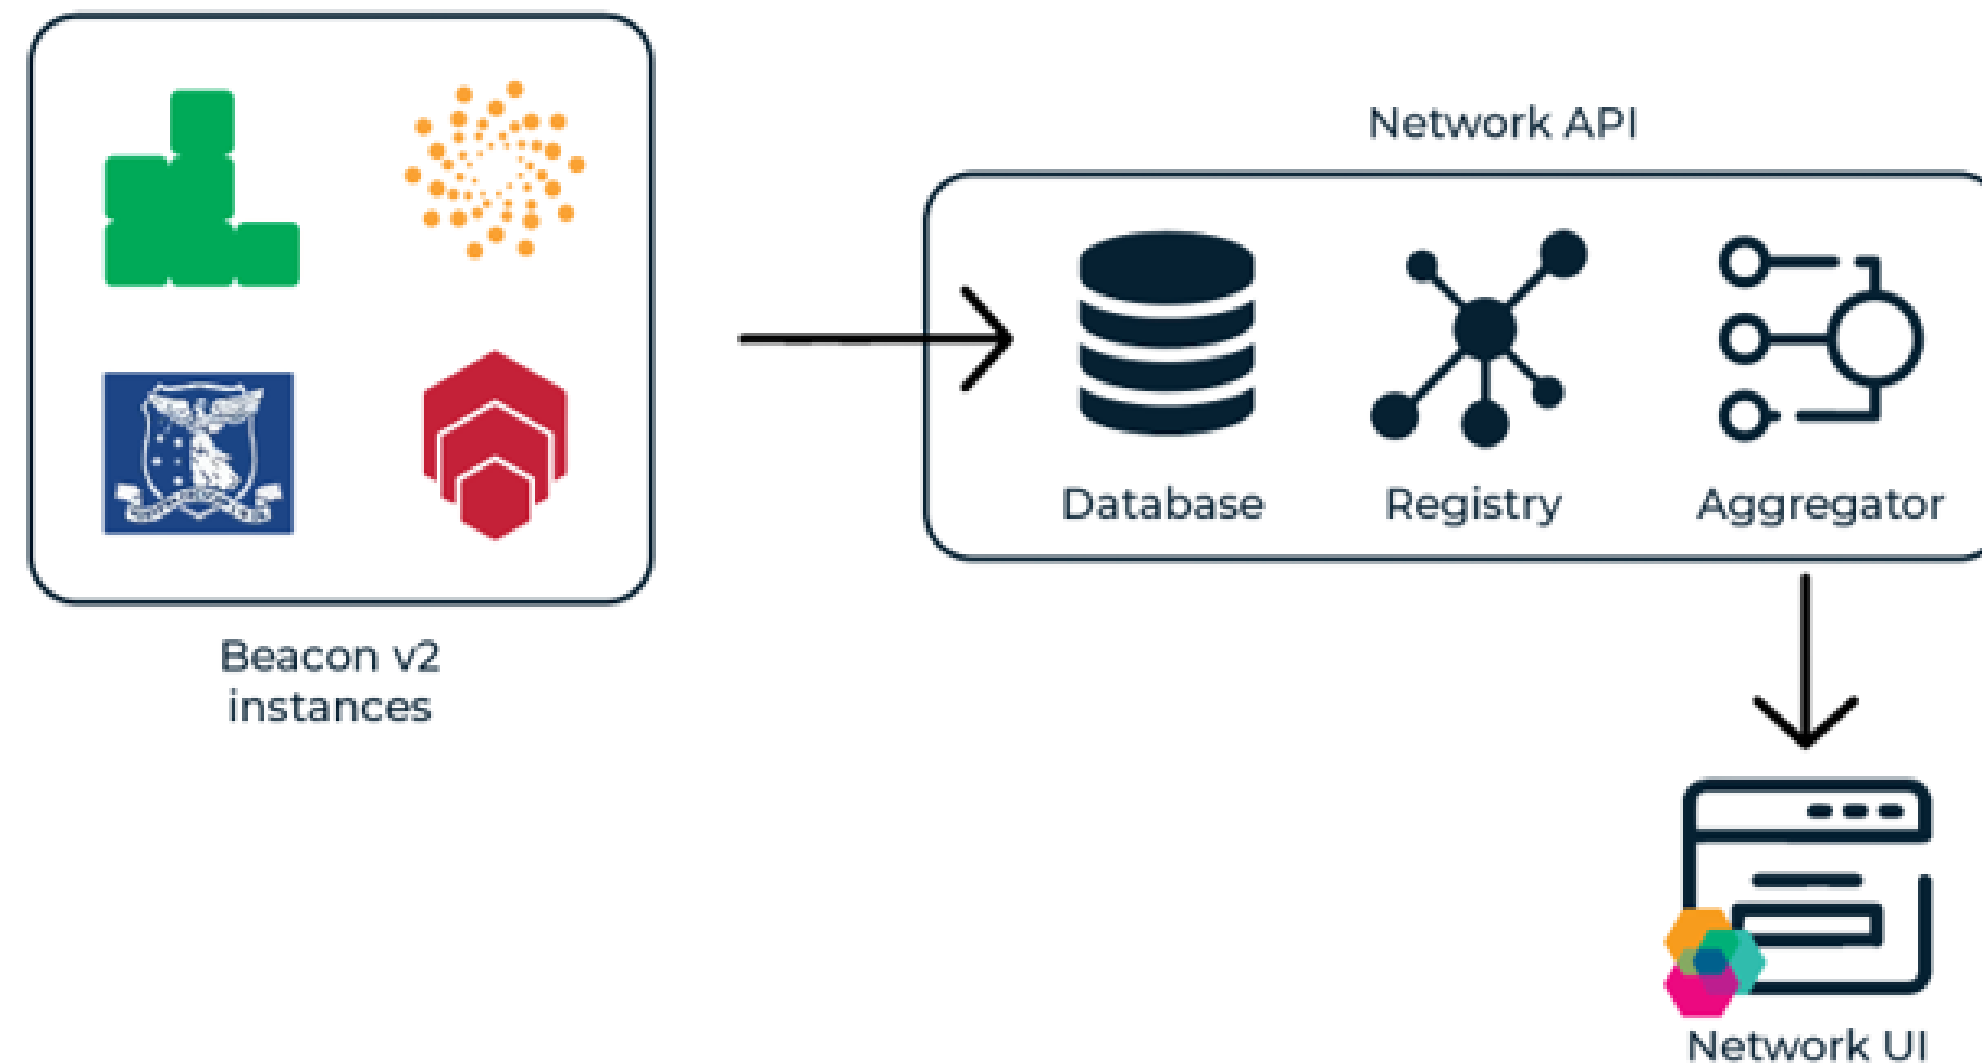 Network API
Database
Registry
Aggregator
Beacon v2
instances
Network UI